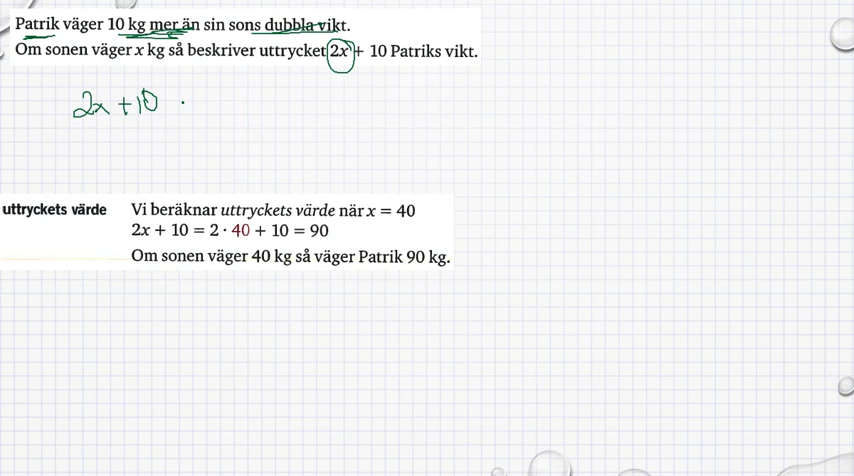 Patrik väger 10 kg mer än sin sons dubbla vikt.
Om sonen väger x kg så beskriver uttrycket 2x + 10 Patriks vikt.
2x + 10
uttryckets värde
Vi beräknar uttryckets värde när x = 40
2x + 10 = 2 · 40 + 10 = 90
Om sonen väger 40 kg så väger Patrik 90 kg.